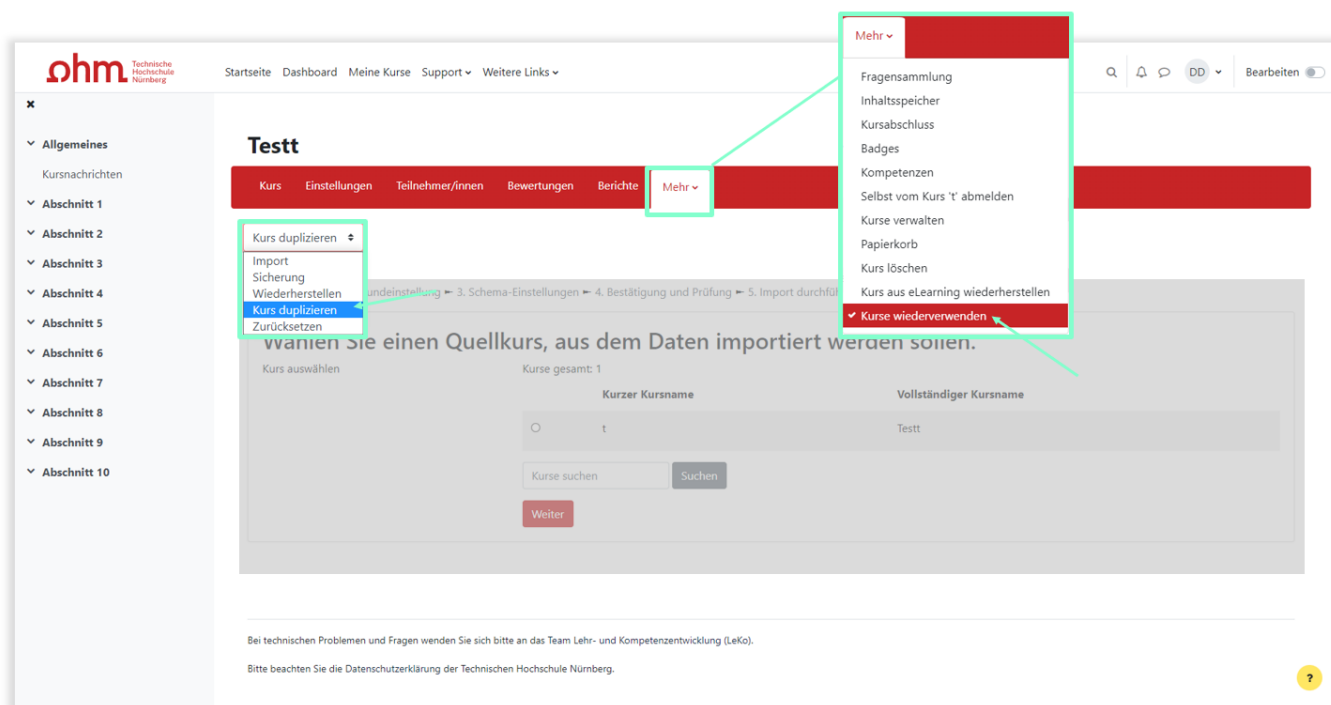 Mehr
Fragensammlung
Inhaltsspeicher
Kursabschluss
Badges
Kompetenzen
Selbst vom Kurs 't' abmelden
Kurse verwalten
Papierkorb
Kurs löschen
Kurs aus eLearning wiederherstellen
Kurse wiederverwenden
ohm Technische
Hochschule
Nürnberg
Startseite Dashboard Meine Kurse Support Weitere Links
DD Bearbeiten
Allgemeines
Kursnachrichten
Abschnitt 1
Abschnitt 2
Abschnitt 3
Abschnitt 4
Abschnitt 5
Abschnitt 6
Abschnitt 7
Abschnitt 8
Abschnitt 9
Abschnitt 10
Testt
Kurs Einstellungen Teilnehmer/innen Bewertungen Berichte Mehr
Kurs duplizieren
Import
Sicherung
Wiederherstellen
Kurs duplizieren
Zurücksetzen
undeinstellung ► 3. Schema-Einstellungen ► 4. Bestätigung und Prüfung ► 5. Import durchfü
Wählen Sie einen Quellkurs, aus dem Daten importiert werden sollen.
Kurs auswählen
Kurse gesamt: 1
Kurzer Kursname Vollständiger Kursname
t Testt
Kurse suchen Suchen
Weiter
Bei technischen Problemen und Fragen wenden Sie sich bitte an das Team Lehr- und Kompetenzentwicklung (LeKo).
Bitte beachten Sie die Datenschutzerklärung der Technischen Hochschule Nürnberg.
?